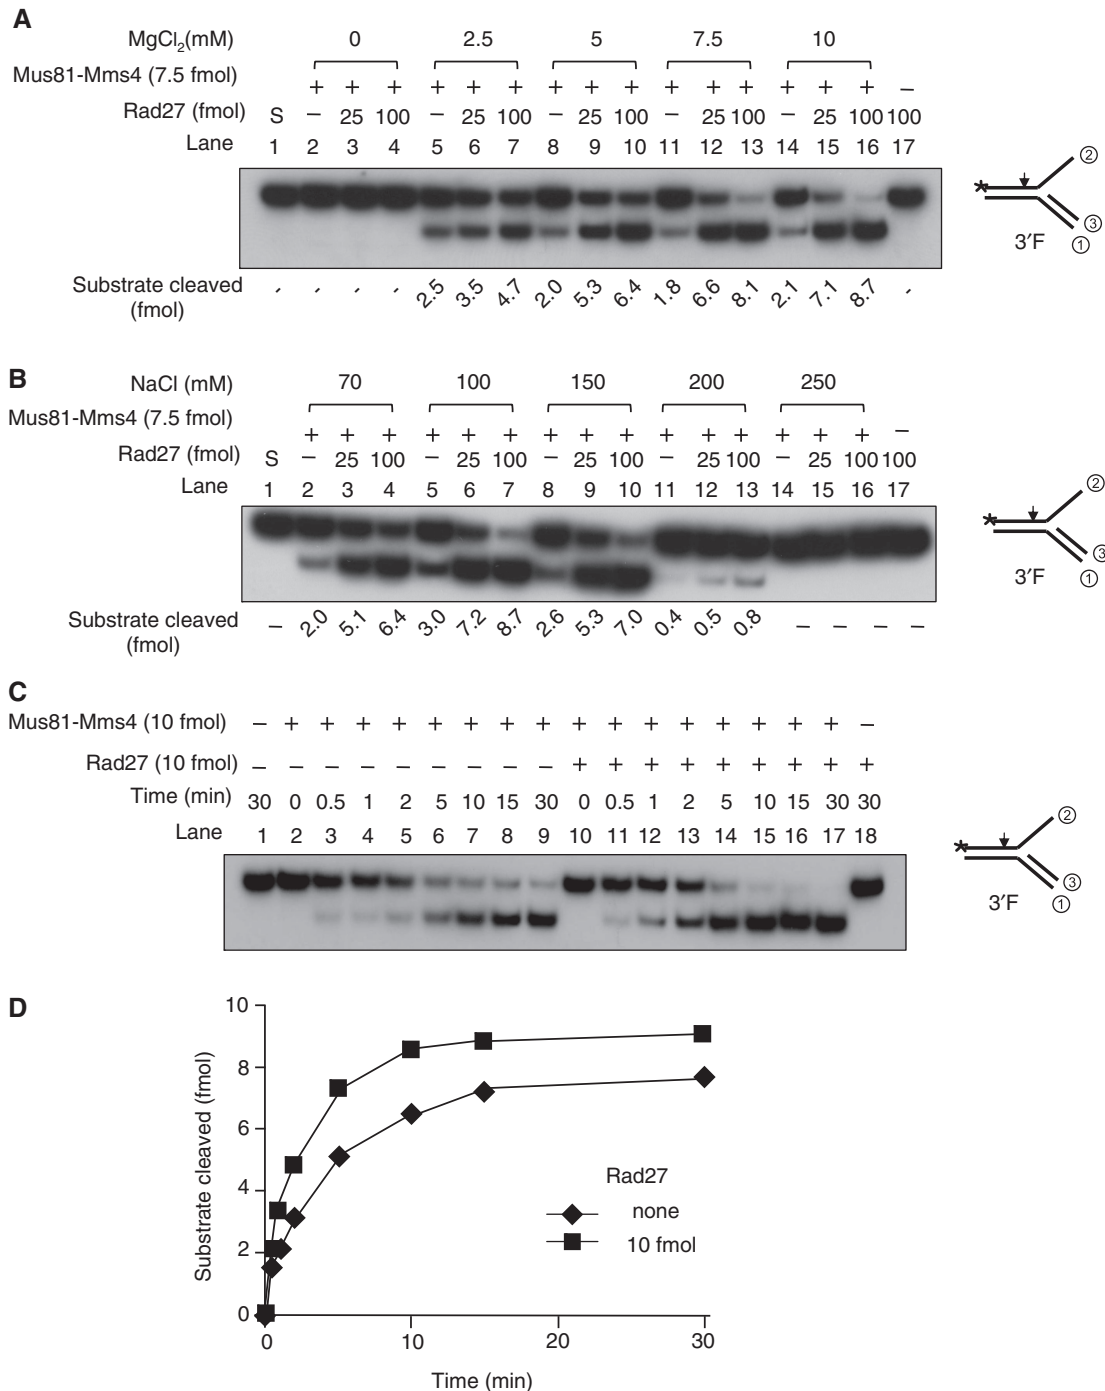 A
MgCl2(mM) 0 2.5 5 7.5 10
Mus81-Mms4 (7.5 fmol) + + + + + + + + + + + + + + + –
Rad27 (fmol) S – 25 100 – 25 100 – 25 100 – 25 100 – 25 100 100
Lane 1 2 3 4 5 6 7 8 9 10 11 12 13 14 15 16 17
* ② ③ ① 3′F
Substrate cleaved (fmol) - - - - 2.5 3.5 4.7 2.0 5.3 6.4 1.8 6.6 8.1 2.1 7.1 8.7 -
B
NaCl (mM) 70 100 150 200 250
Mus81-Mms4 (7.5 fmol) + + + + + + + + + + + + + + + –
Rad27 (fmol) S – 25 100 – 25 100 – 25 100 – 25 100 – 25 100 100
Lane 1 2 3 4 5 6 7 8 9 10 11 12 13 14 15 16 17
* ② ③ ① 3′F
Substrate cleaved (fmol) – 2.0 5.1 6.4 3.0 7.2 8.7 2.6 5.3 7.0 0.4 0.5 0.8 – – – –
C
Mus81-Mms4 (10 fmol) – + + + + + + + + + + + + + + + + –
Rad27 (10 fmol) – – – – – – – – – + + + + + + + + +
Time (min) 30 0 0.5 1 2 5 10 15 30 0 0.5 1 2 5 10 15 30 30
Lane 1 2 3 4 5 6 7 8 9 10 11 12 13 14 15 16 17 18
* ② ③ ① 3′F
D
Substrate cleaved (fmol)
10
8
6
4
2
0
Rad27
none
10 fmol
0 10 20 30
Time (min)